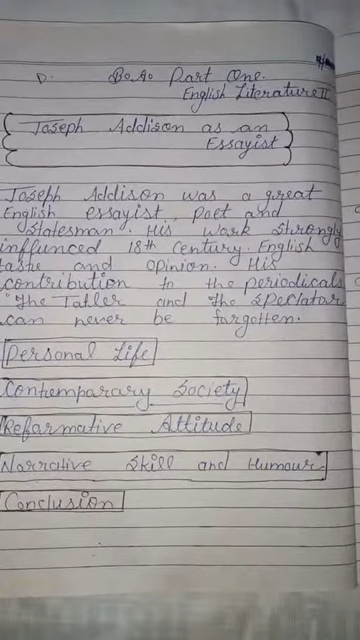 D. B.A. Part One.
English Literature II
Joseph Addison as an
Essayist
Joseph Addison was a great
English essayist, Poet and
Statesman. His work strongly
influnced 18th Century. English
taste and opinion. His
contribution to the periodicals
"The Tatler and The Spectator
can never be forgotten.
Personal Life
Contemparary Society
Reformative Attitude
Narrative Skill and Humour
Conclusion